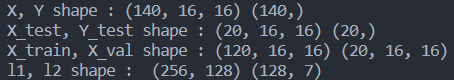 X, Y shape : (140, 16, 16) (140,)
X_test, Y_test shape : (20, 16, 16) (20,)
X_train, X_val shape : (120, 16, 16) (20, 16, 16)
l1, l2 shape :  (256, 128) (128, 7)